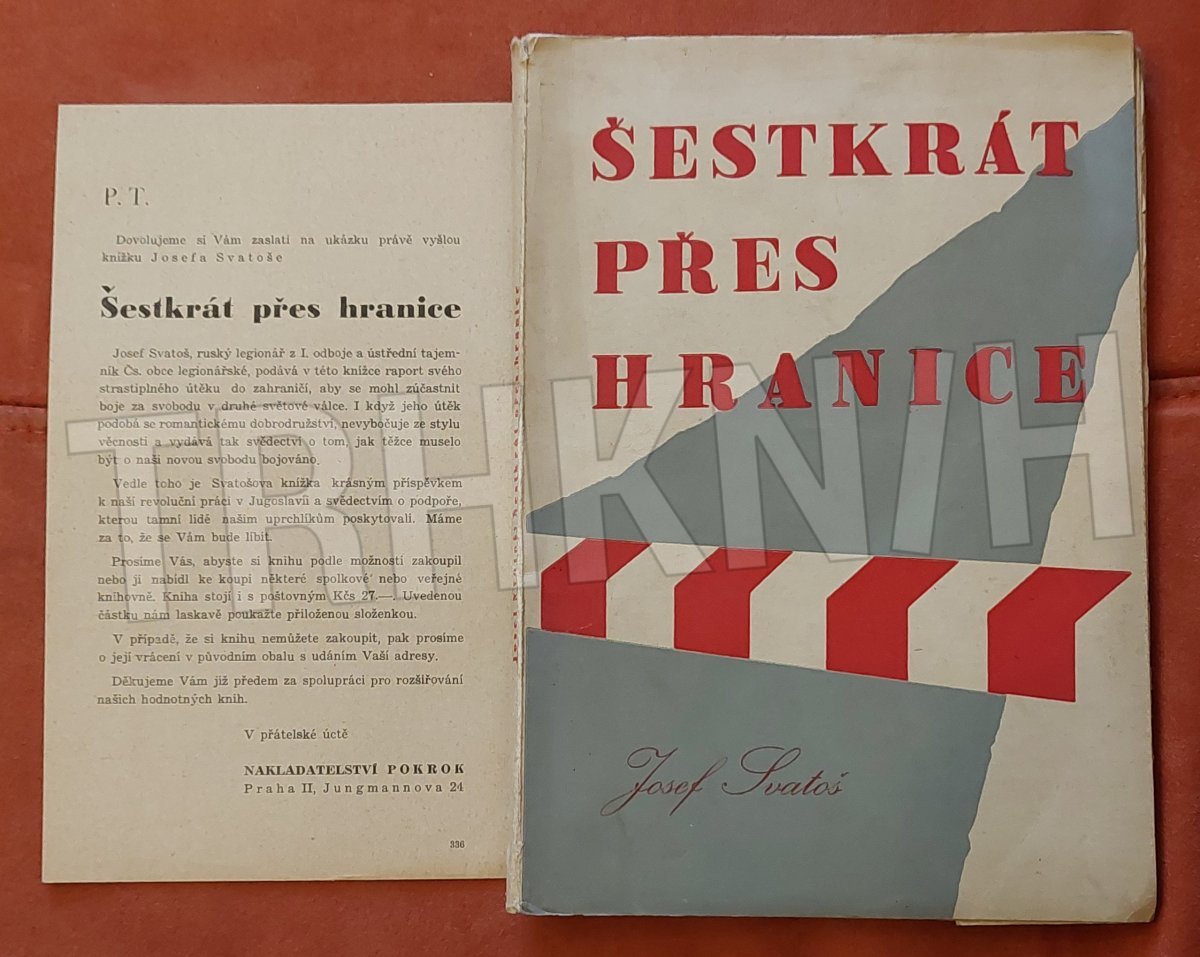 P. T.
Dovolujeme si Vám zaslati na ukázku právě vyšlou
knížku Josefa Svatoše
Šestkrát přes hranice
Josef Svatoš, ruský legionář z I. odboje a ústřední tajem-
ník Čs. obce legionářské, podává v této knížce raport svého
strastiplného útěku do zahraničí, aby se mohl zúčastnit
boje za svobodu v druhé světové válce. I když jeho útěk
podobá se romantickému dobrodružství, nevybočuje ze stylu
věcnosti a vydává tak svědectví o tom, jak těžce muselo
být o naši novou svobodu bojováno.
Vedle toho je Svatošova knížka krásným příspěvkem
k naší revoluční práci v Jugoslavii a svědectvím o podpoře,
kterou tamní lidé našim uprchlíkům poskytovali. Máme
za to, že se Vám bude líbit.
Prosíme Vás, abyste si knihu podle možností zakoupil
nebo ji nabídl ke koupi některé spolkové nebo veřejné
knihovně. Kniha stojí i s poštovným Kčs 27.—. Uvedenou
částku nám laskavě poukažte přiloženou složenkou.
V případě, že si knihu nemůžete zakoupit, pak prosíme
o její vrácení v původním obalu s udáním Vaší adresy.
Děkujeme Vám již předem za spolupráci pro rozšiřování
našich hodnotných knih.
V přátelské úctě
NAKLADATELSTVÍ POKROK
Praha II, Jungmannova 24
336
Josef Svatoš: Šestkrát přes hranice
ŠESTKRÁT
PŘES
HRANICE
Josef Svatoš
TRHKNIH